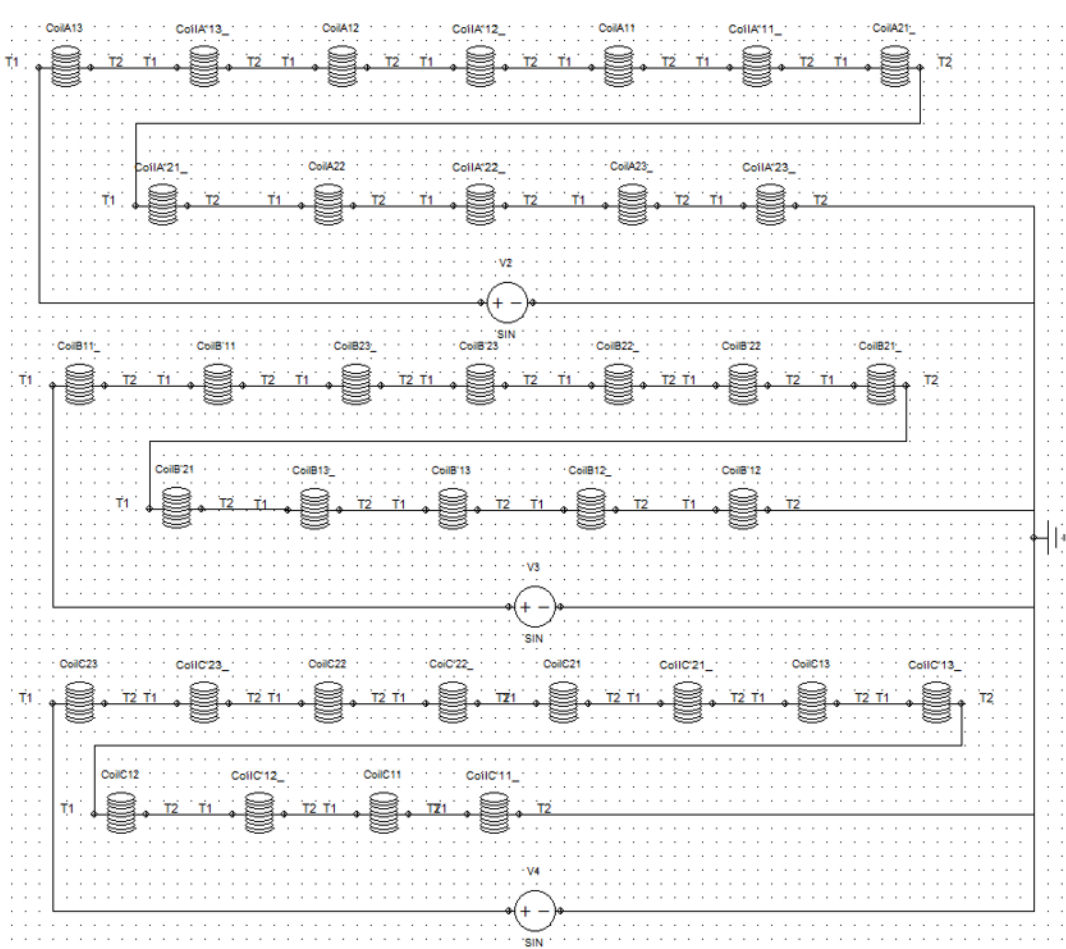 CoilA13 CoilA'13_ CoilA12 CoilA'12_ CoilA11 CoilA'11_ CoilA21_
T1 T2 T1 T2 T1 T2 T1 T2 T1 T2 T1 T2 T1 T2
CoilA'21_ CoilA22 CoilA'22_ CoilA23_ CoilA'23_
T1 T2 T1 T2 T1 T2 T1 T2 T1 T2
V2
+ −
SIN
CoilB11_ CoilB'11 CoilB23_ CoilB'23 CoilB22_ CoilB'22 CoilB21_
T1 T2 T1 T2 T1 T2 T1 T2 T1 T2 T1 T2 T1 T2
CoilB'21 CoilB13_ CoilB'13 CoilB12_ CoilB'12
T1 T2 T1 T2 T1 T2 T1 T2 T1 T2
V3
+ −
SIN
CoilC23 CoilC'23_ CoilC22 CoilC'22_ CoilC21 CoilC'21_ CoilC13 CoilC'13_
T1 T2 T1 T2 T1 T2 T1 T2 T1 T2 T1 T2 T1 T2 T1 T2
CoilC12 CoilC'12_ CoilC11 CoilC'11_
T1 T2 T1 T2 T1 T2 T1 T2
V4
+ −
SIN